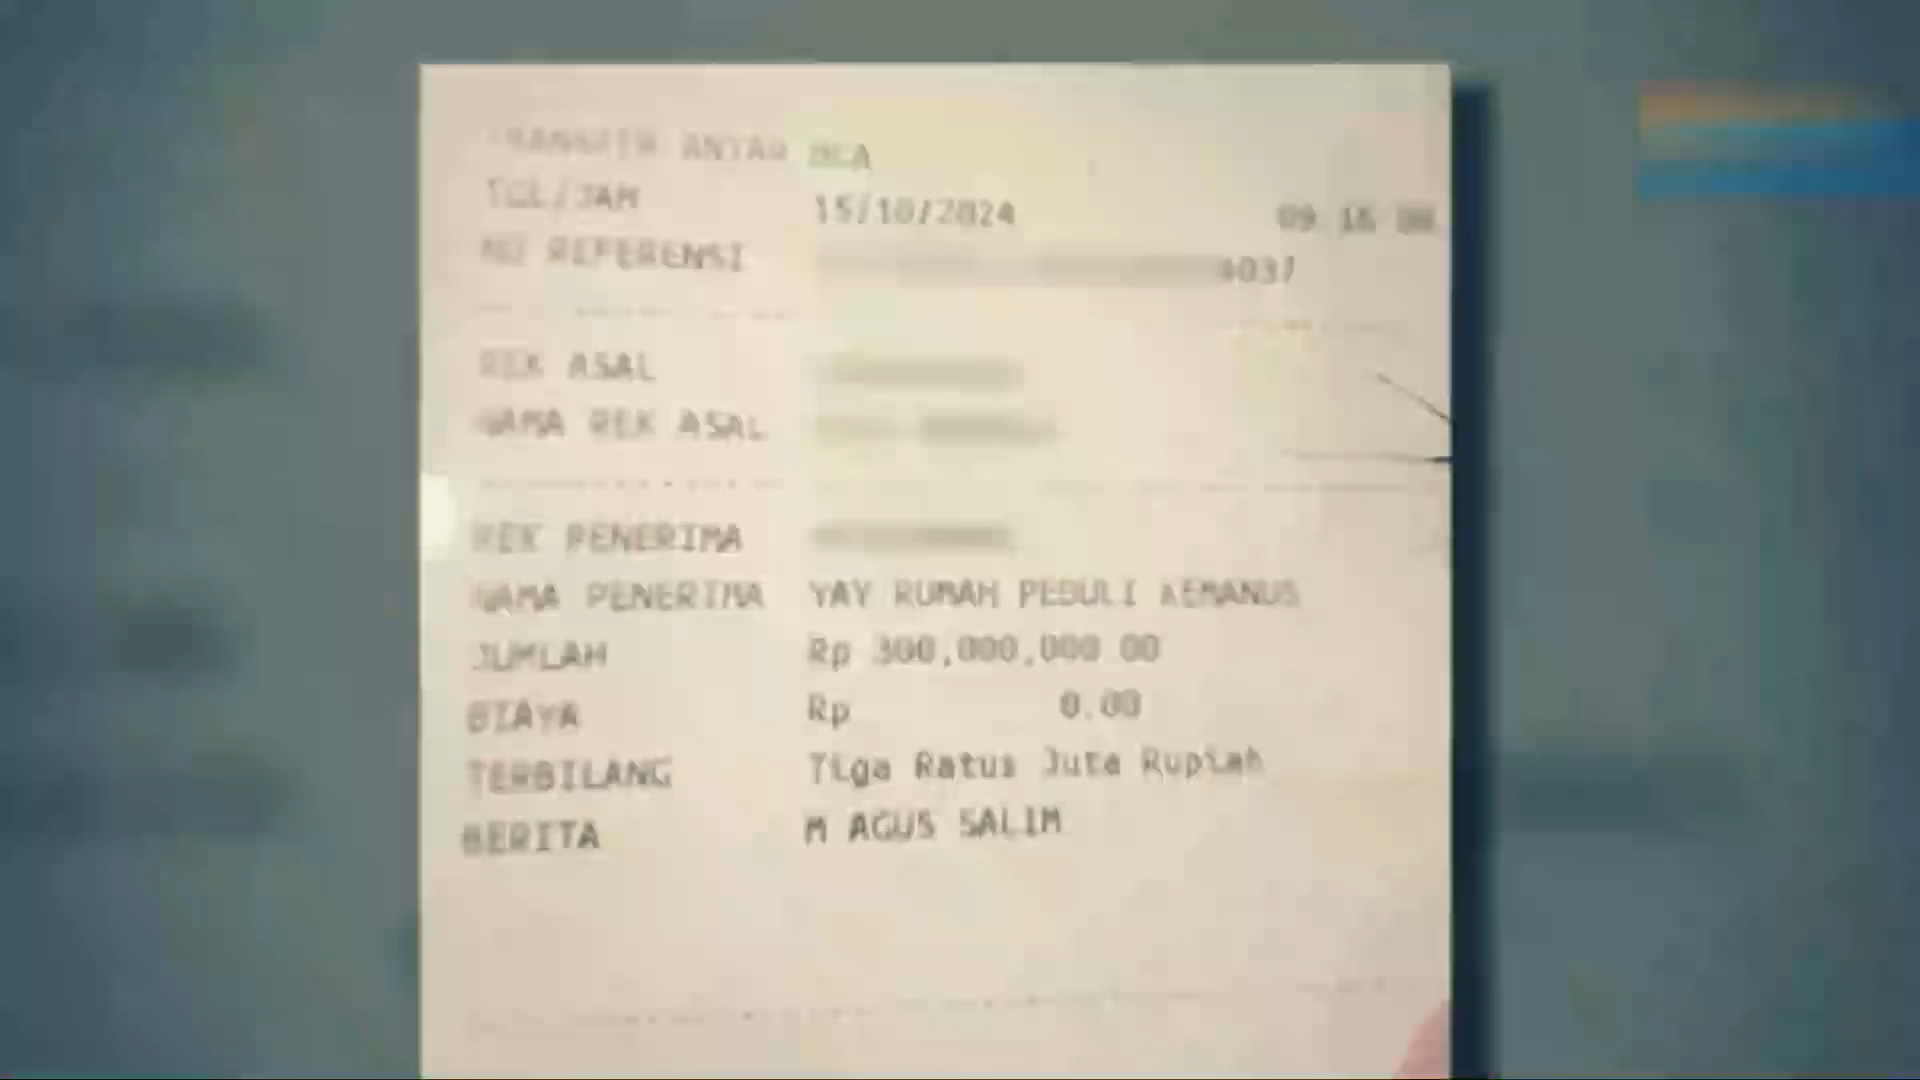 TRANSFER ANTAR BCA
TGL/JAM 15/10/2024 09 16
NO REFERENSI
REK ASAL
NAMA REK ASAL
REK PENERIMA
NAMA PENERIMA YAY RUMAH PEDULI KEMANUS
JUMLAH Rp 300,000,000.00
BIAYA Rp 0.00
TERBILANG Tiga Ratus Juta Rupiah
BERITA M AGUS SALIM